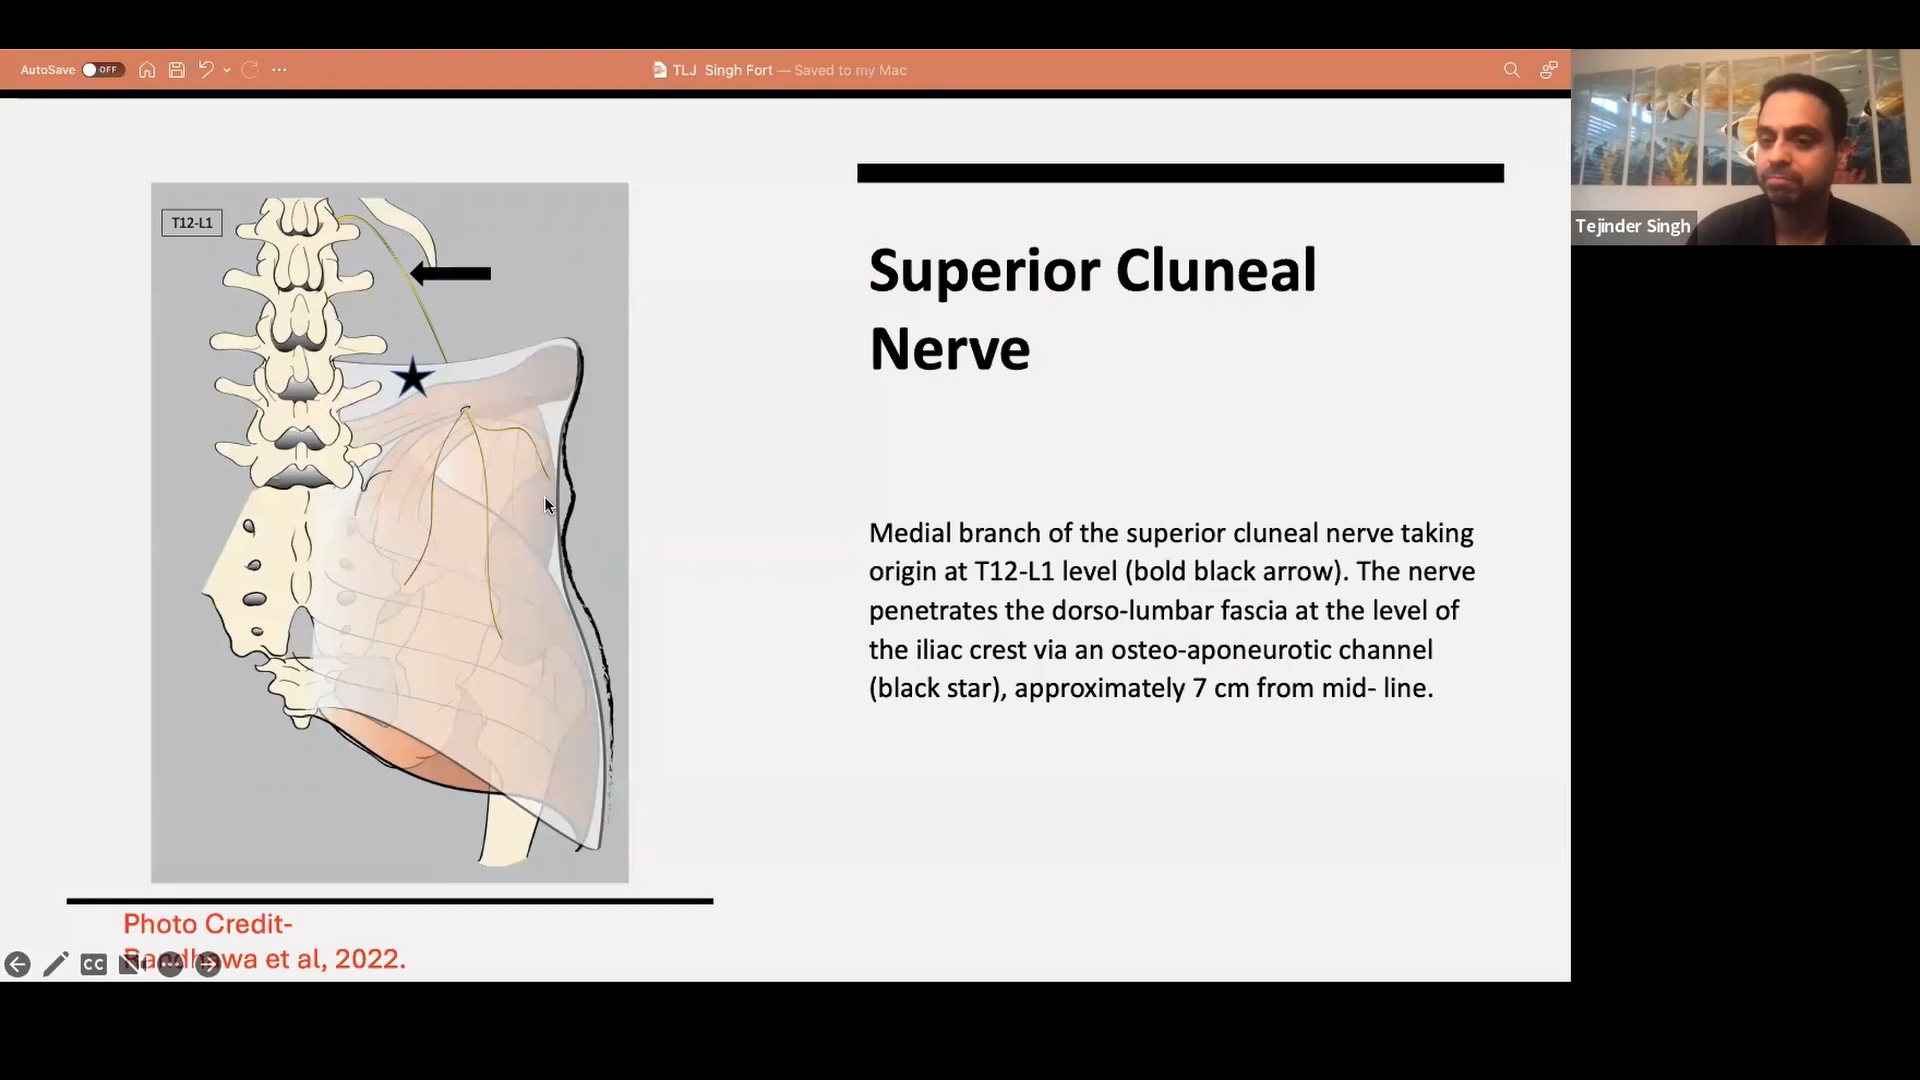 AutoSave OFF
TLJ Singh Fort — Saved to my Mac
Tejinder Singh
T12-L1
Superior Cluneal
Nerve
Medial branch of the superior cluneal nerve taking
origin at T12-L1 level (bold black arrow). The nerve
penetrates the dorso-lumbar fascia at the level of
the iliac crest via an osteo-aponeurotic channel
(black star), approximately 7 cm from mid- line.
Photo Credit-
Randhawa et al, 2022.
CC